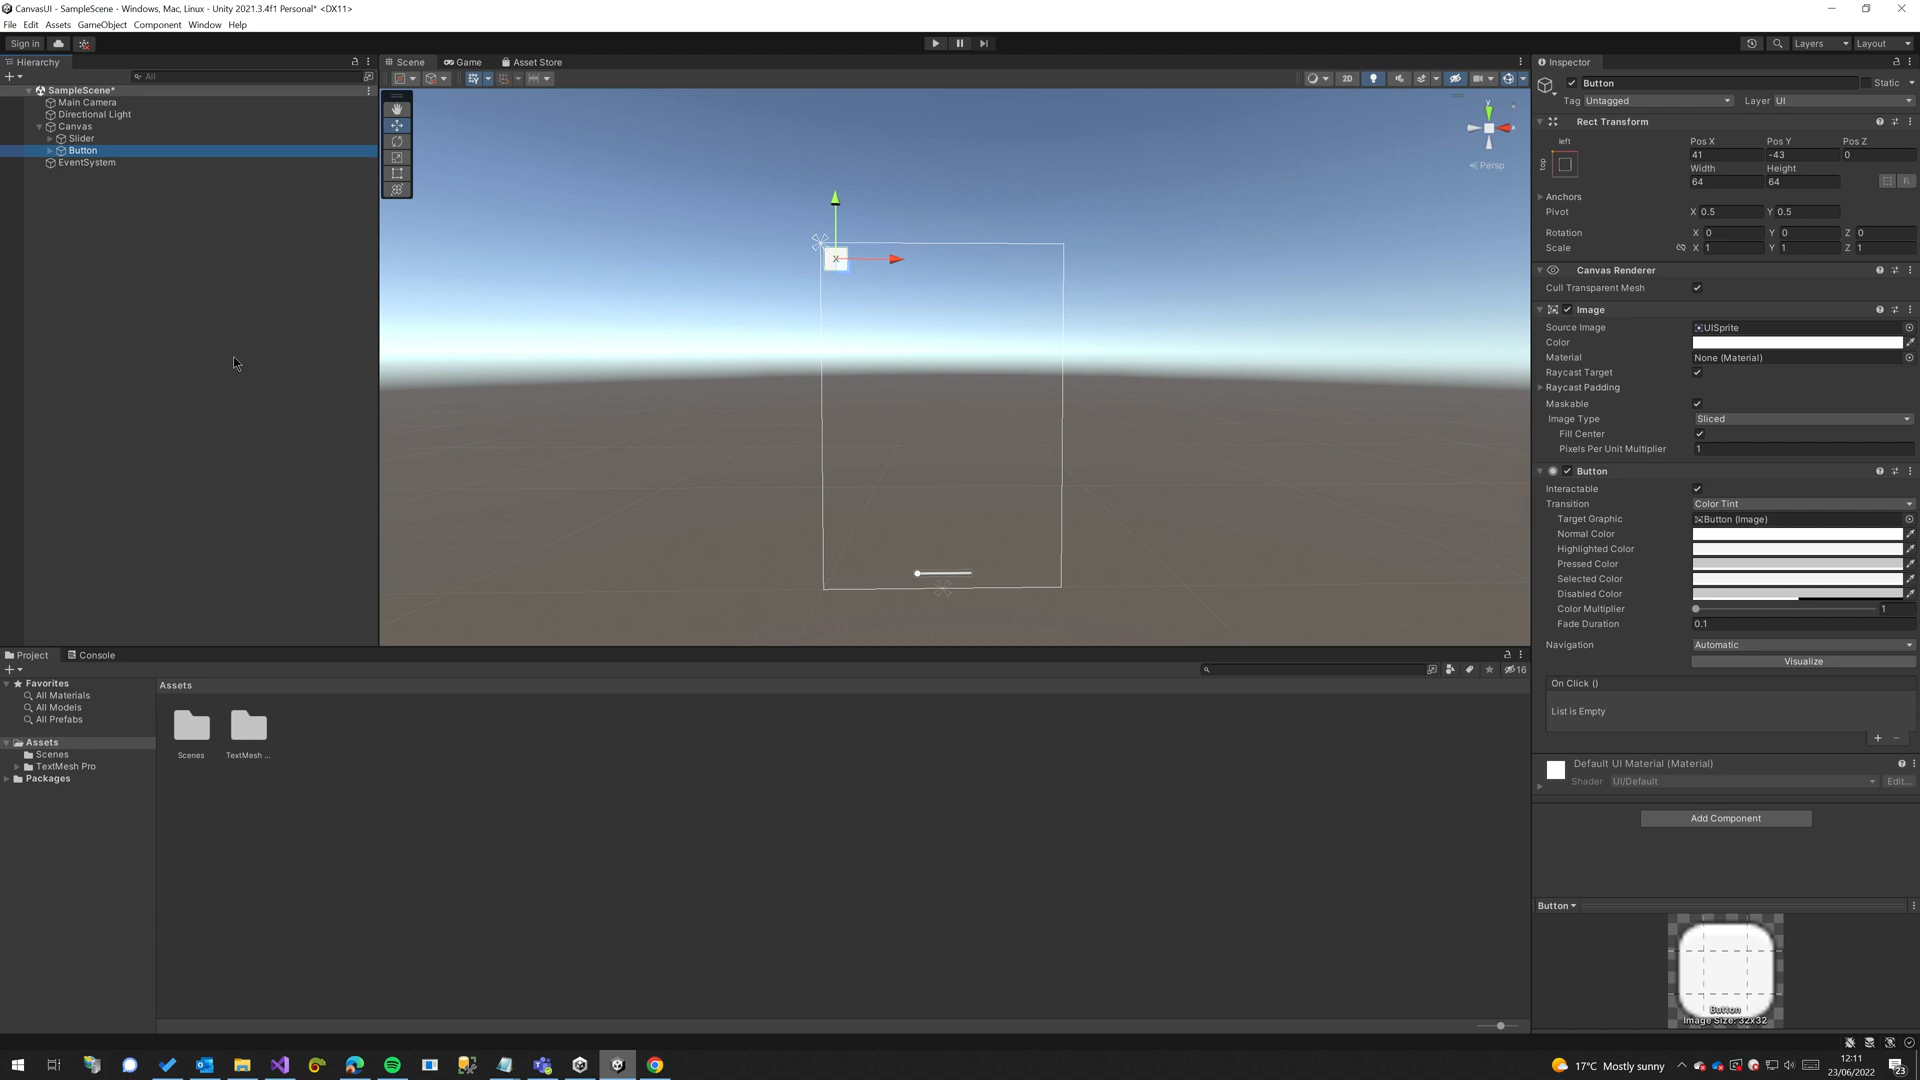 CanvasUI - SampleScene - Windows, Mac, Linux - Unity 2021.3.4f1 Personal* <DX11>
File Edit Assets GameObject Component Window Help
Sign in
Layers Layout
Hierarchy
All
SampleScene*
Main Camera
Directional Light
Canvas
Slider
Button
EventSystem
Scene Game Asset Store
2D
y
x
Persp
X
Inspector
Button Static
Tag Untagged Layer UI
Rect Transform
left
top
Pos X Pos Y Pos Z
41 -43 0
Width Height
64 64
R
Anchors
Pivot X 0.5 Y 0.5
Rotation X 0 Y 0 Z 0
Scale X 1 Y 1 Z 1
Canvas Renderer
Cull Transparent Mesh
Image
Source Image UISprite
Color
Material None (Material)
Raycast Target
Raycast Padding
Maskable
Image Type Sliced
Fill Center
Pixels Per Unit Multiplier 1
Button
Interactable
Transition Color Tint
Target Graphic Button (Image)
Normal Color
Highlighted Color
Pressed Color
Selected Color
Disabled Color
Color Multiplier 1
Fade Duration 0.1
Navigation Automatic
Visualize
On Click ()
List is Empty
Default UI Material (Material)
Shader UI/Default Edit...
Add Component
Button
Button
Image Size: 32x32
Project Console
16
Favorites
All Materials
All Models
All Prefabs
Assets
Scenes
TextMesh Pro
Packages
Assets
Scenes
TextMesh ...
17°C Mostly sunny
12:11
23/06/2022
23